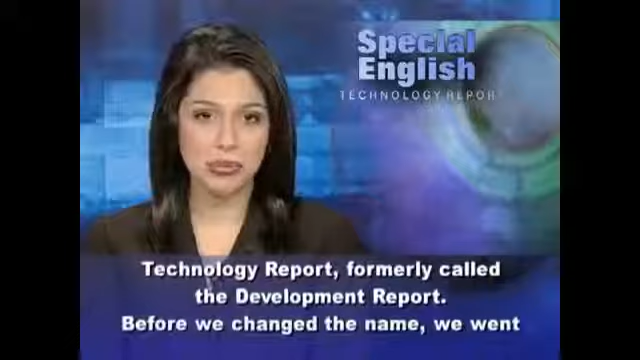 Special
English
TECHNOLOGY REPOR
Technology Report, formerly called
the Development Report.
Before we changed the name, we went